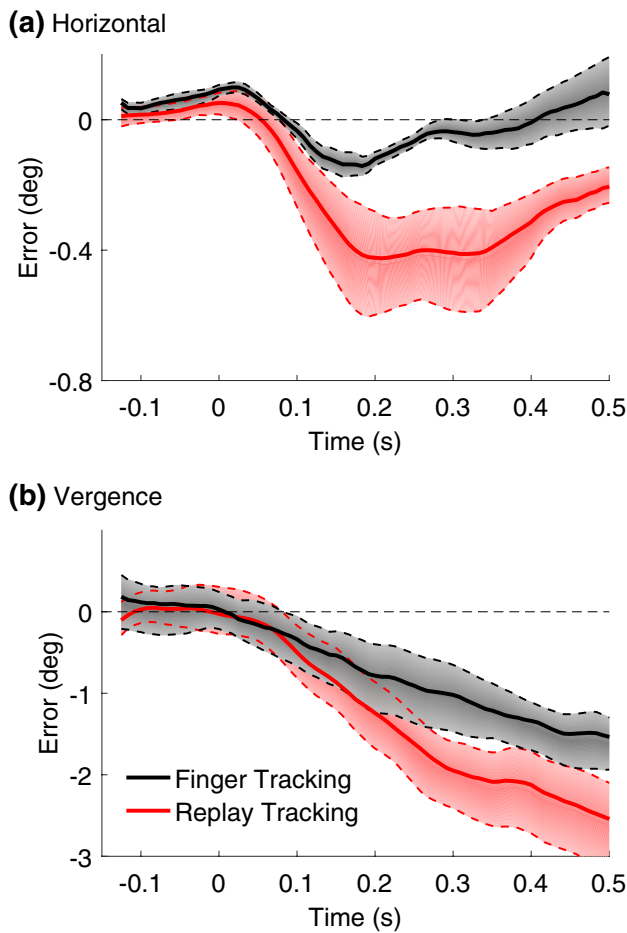 (a) Horizontal
0
-0.4
-0.8
Error (deg)
-0.1 0 0.1 0.2 0.3 0.4 0.5
Time (s)
(b) Vergence
0
-1
-2
-3
Error (deg)
Finger Tracking
Replay Tracking
-0.1 0 0.1 0.2 0.3 0.4 0.5
Time (s)